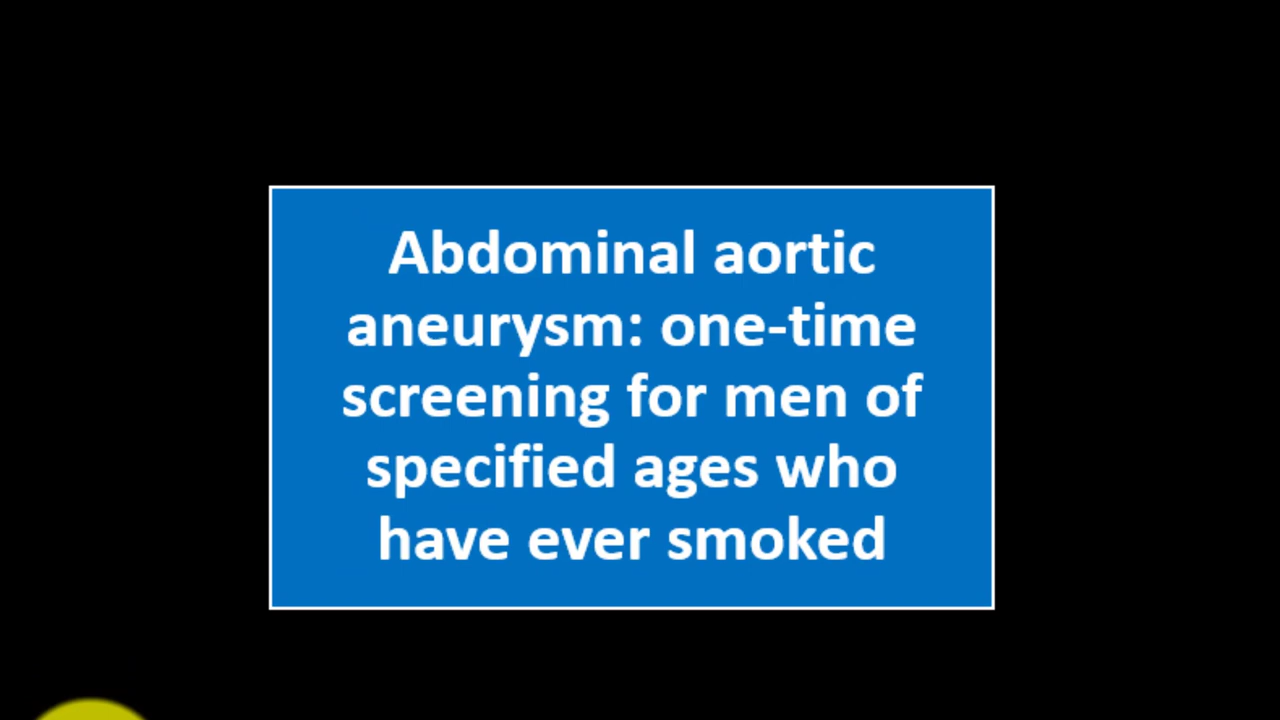 Abdominal aortic
aneurysm: one-time
screening for men of
specified ages who
have ever smoked